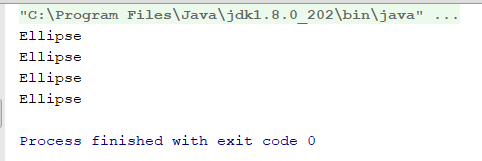 "C:\Program Files\Java\jdk1.8.0_202\bin\java" ...
Ellipse
Ellipse
Ellipse
Ellipse
Process finished with exit code 0